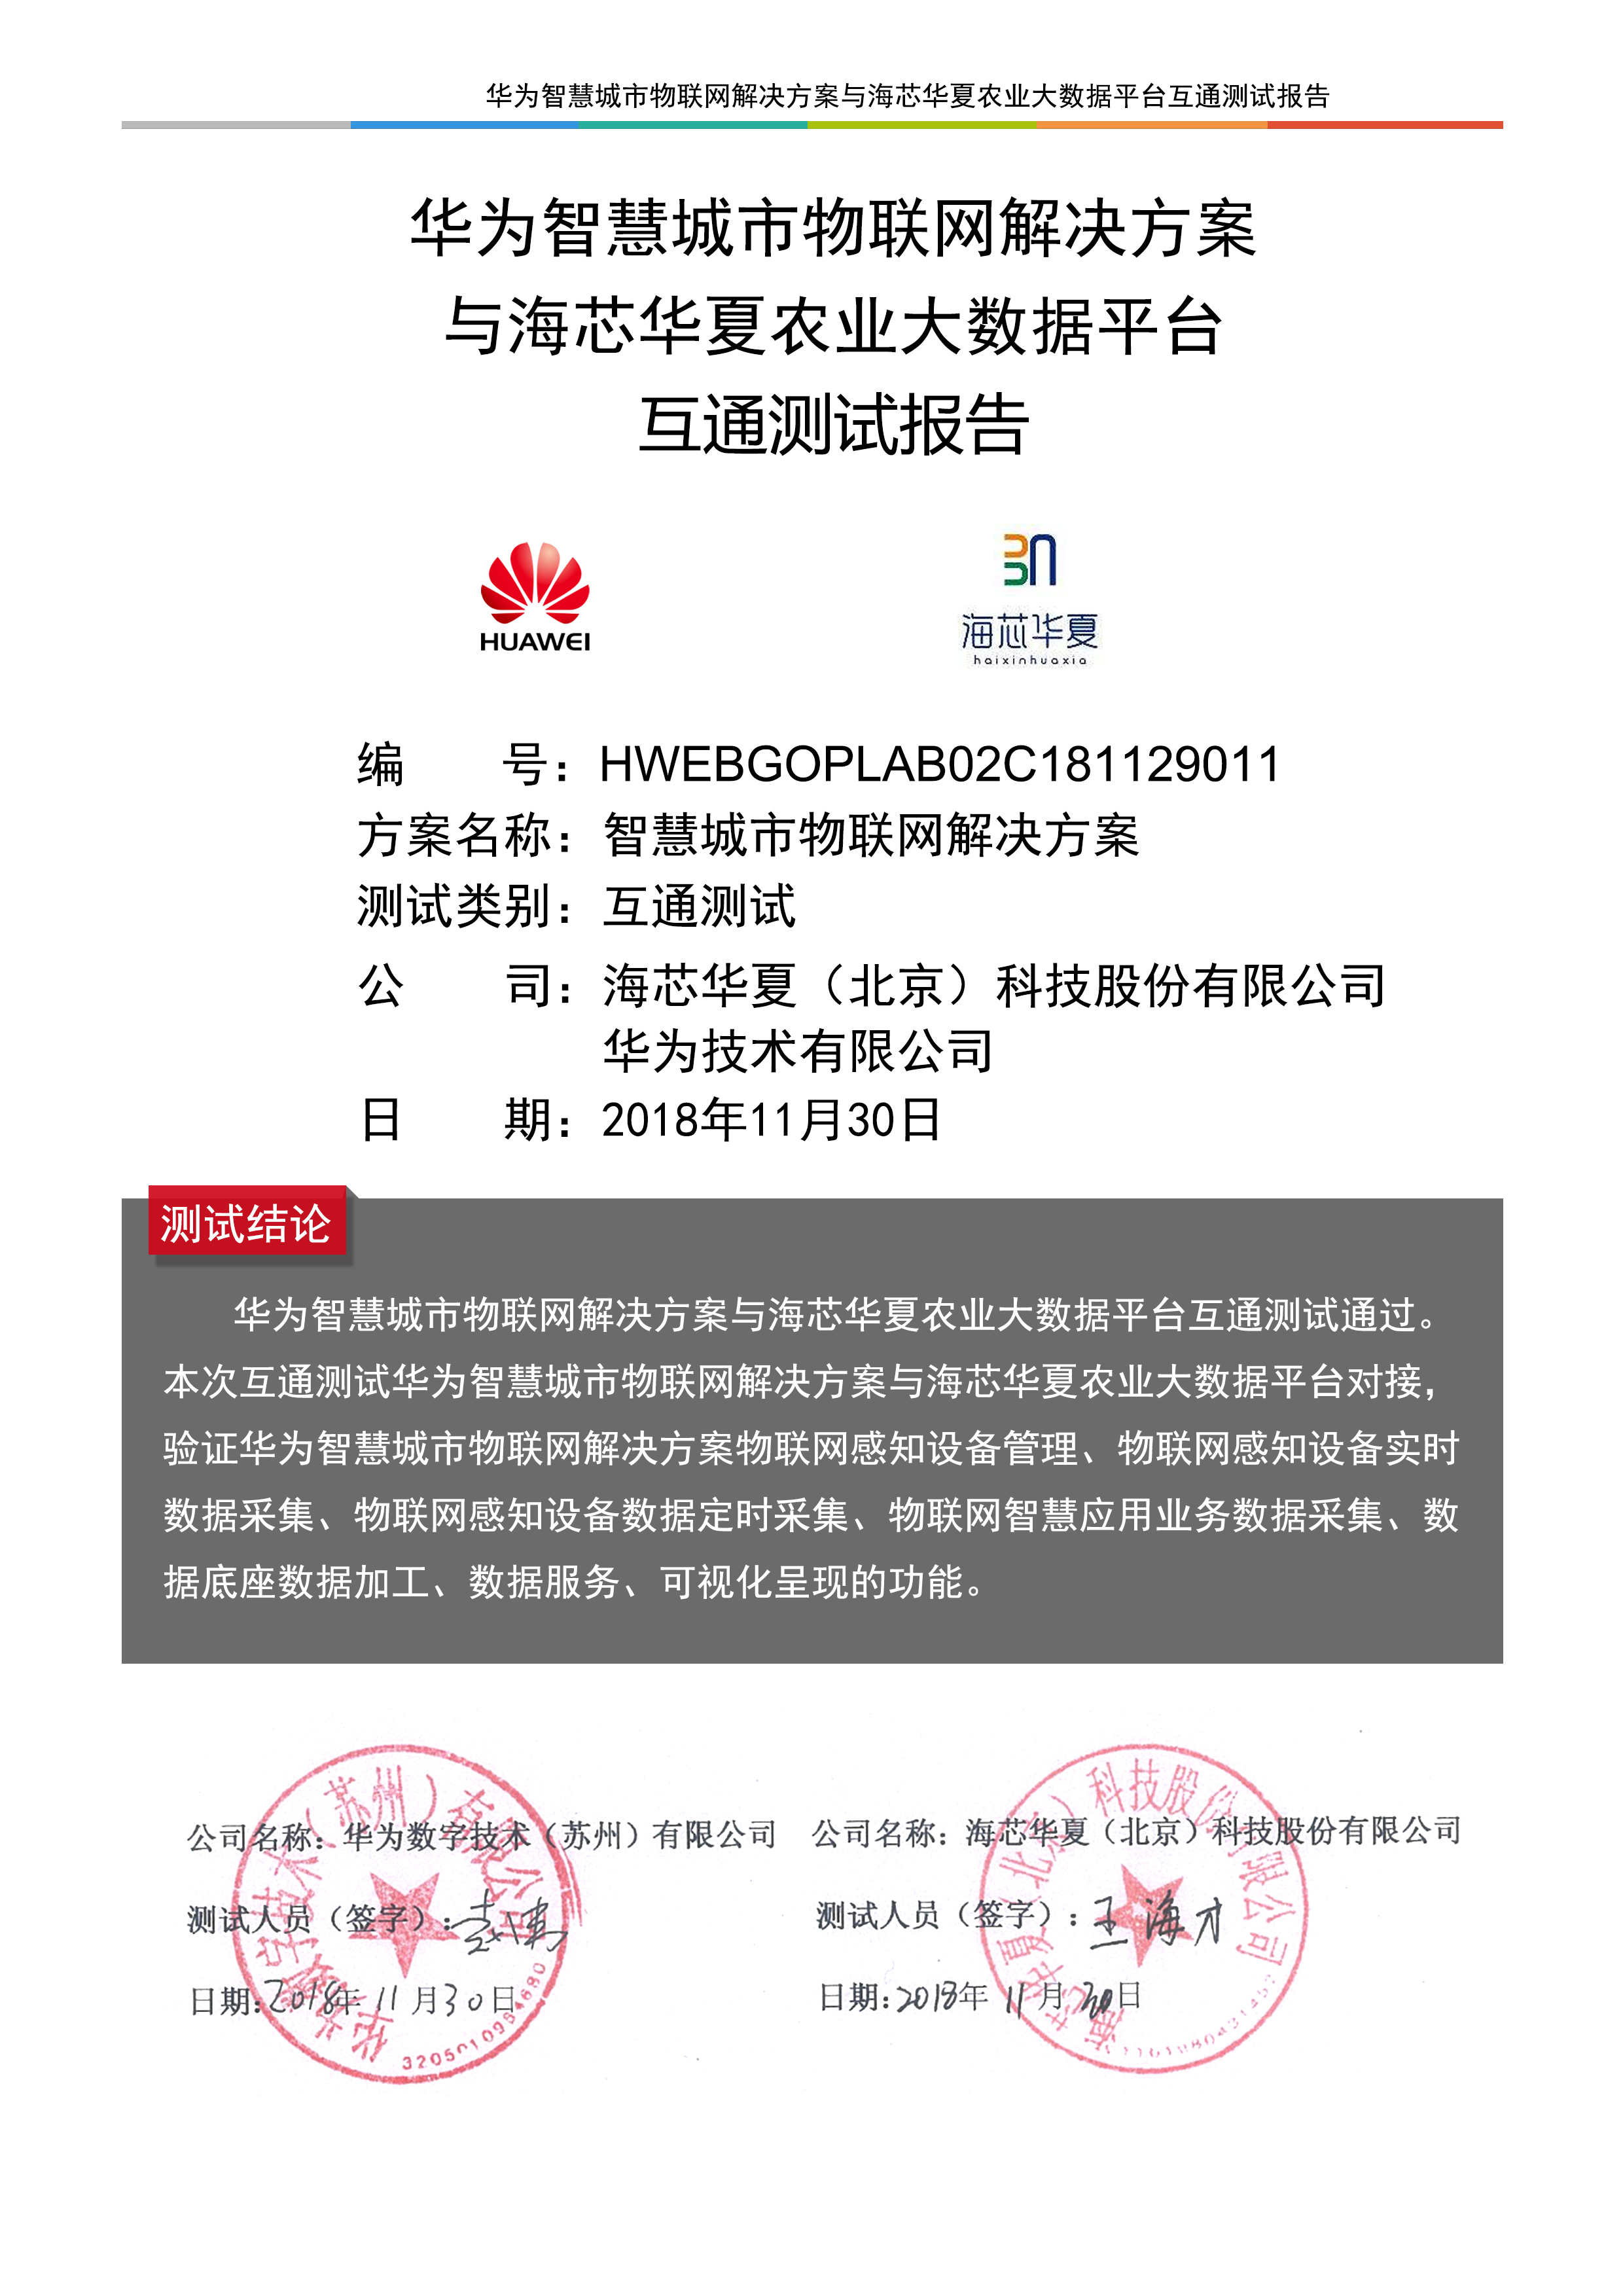 华为智慧城市物联网解决方案与海芯华夏农业大数据平台互通测试报告
华为智慧城市物联网解决方案
与海芯华夏农业大数据平台
互通测试报告
HUAWEI
海芯华夏
haixinhuaxia
编 号：HWEBGOPLAB02C181129011
方案名称：智慧城市物联网解决方案
测试类别：互通测试
公 司：海芯华夏（北京）科技股份有限公司
华为技术有限公司
日 期：2018年11月30日
测试结论
华为智慧城市物联网解决方案与海芯华夏农业大数据平台互通测试通过。
本次互通测试华为智慧城市物联网解决方案与海芯华夏农业大数据平台对接，
验证华为智慧城市物联网解决方案物联网感知设备管理、物联网感知设备实时
数据采集、物联网感知设备数据定时采集、物联网智慧应用业务数据采集、数
据底座数据加工、数据服务、可视化呈现的功能。
公司名称：华为数字技术（苏州）有限公司
测试人员（签字）：
日期：2018年11月30日
华为数字技术（苏州）有限公司
公司名称：海芯华夏（北京）科技股份有限公司
测试人员（签字）：王海才
日期：2018年11月30日
海芯华夏（北京）科技股份有限公司